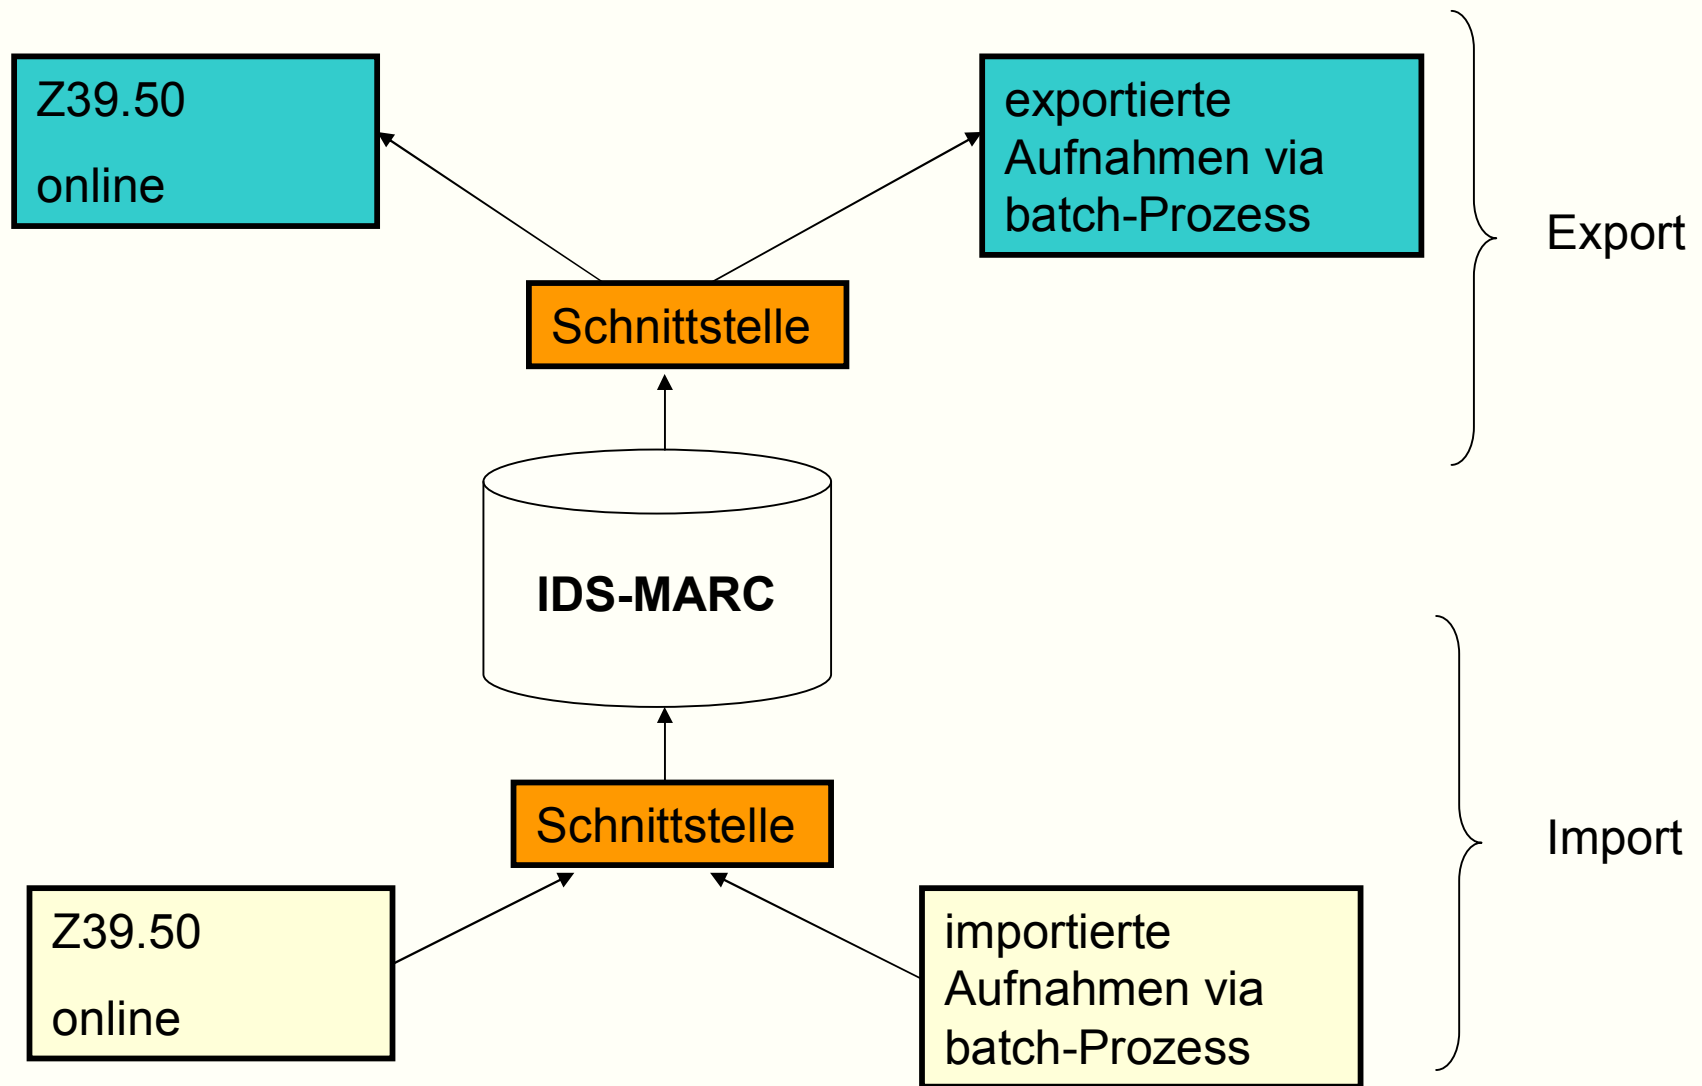 Z39.50
online
exportierte
Aufnahmen via
batch-Prozess
Export
Schnittstelle
IDS-MARC
Schnittstelle
Import
Z39.50
online
importierte
Aufnahmen via
batch-Prozess